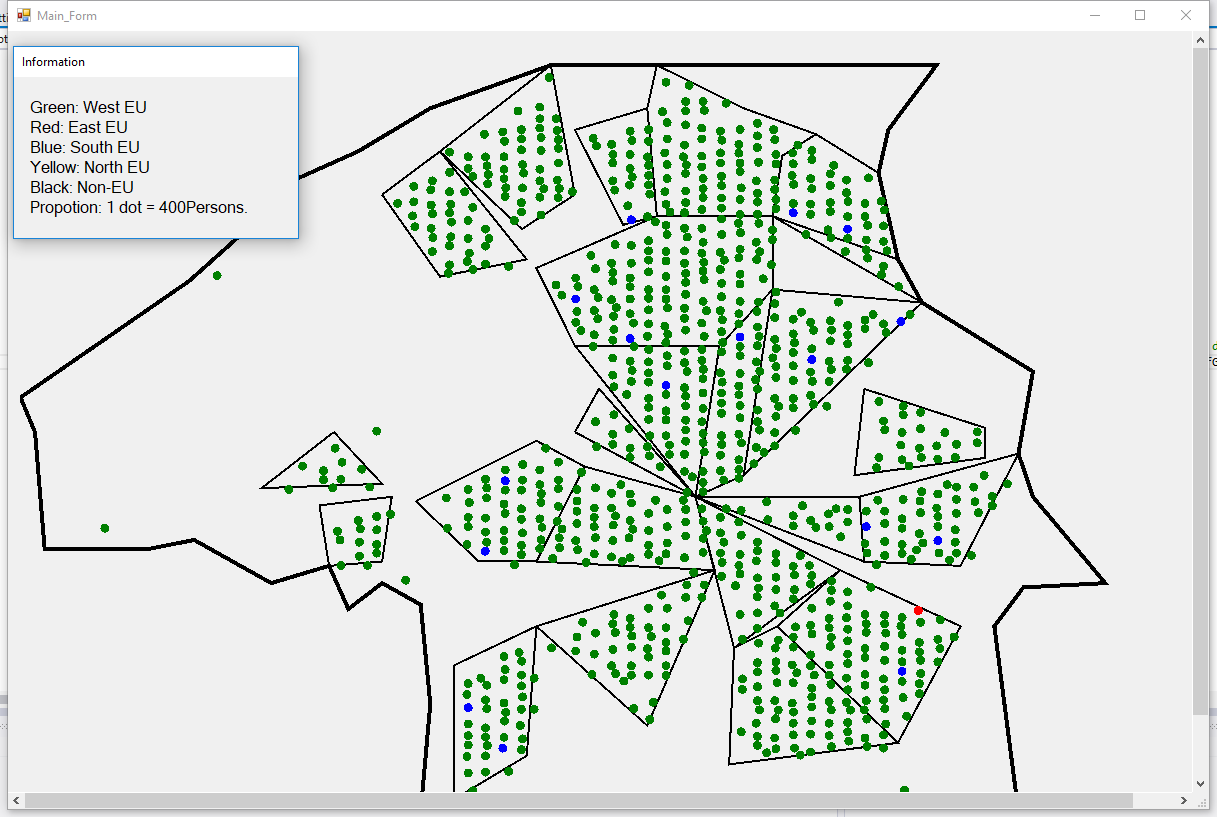 Main_Form
Information
Green: West EU
Red: East EU
Blue: South EU
Yellow: North EU
Black: Non-EU
Propotion: 1 dot = 400Persons.